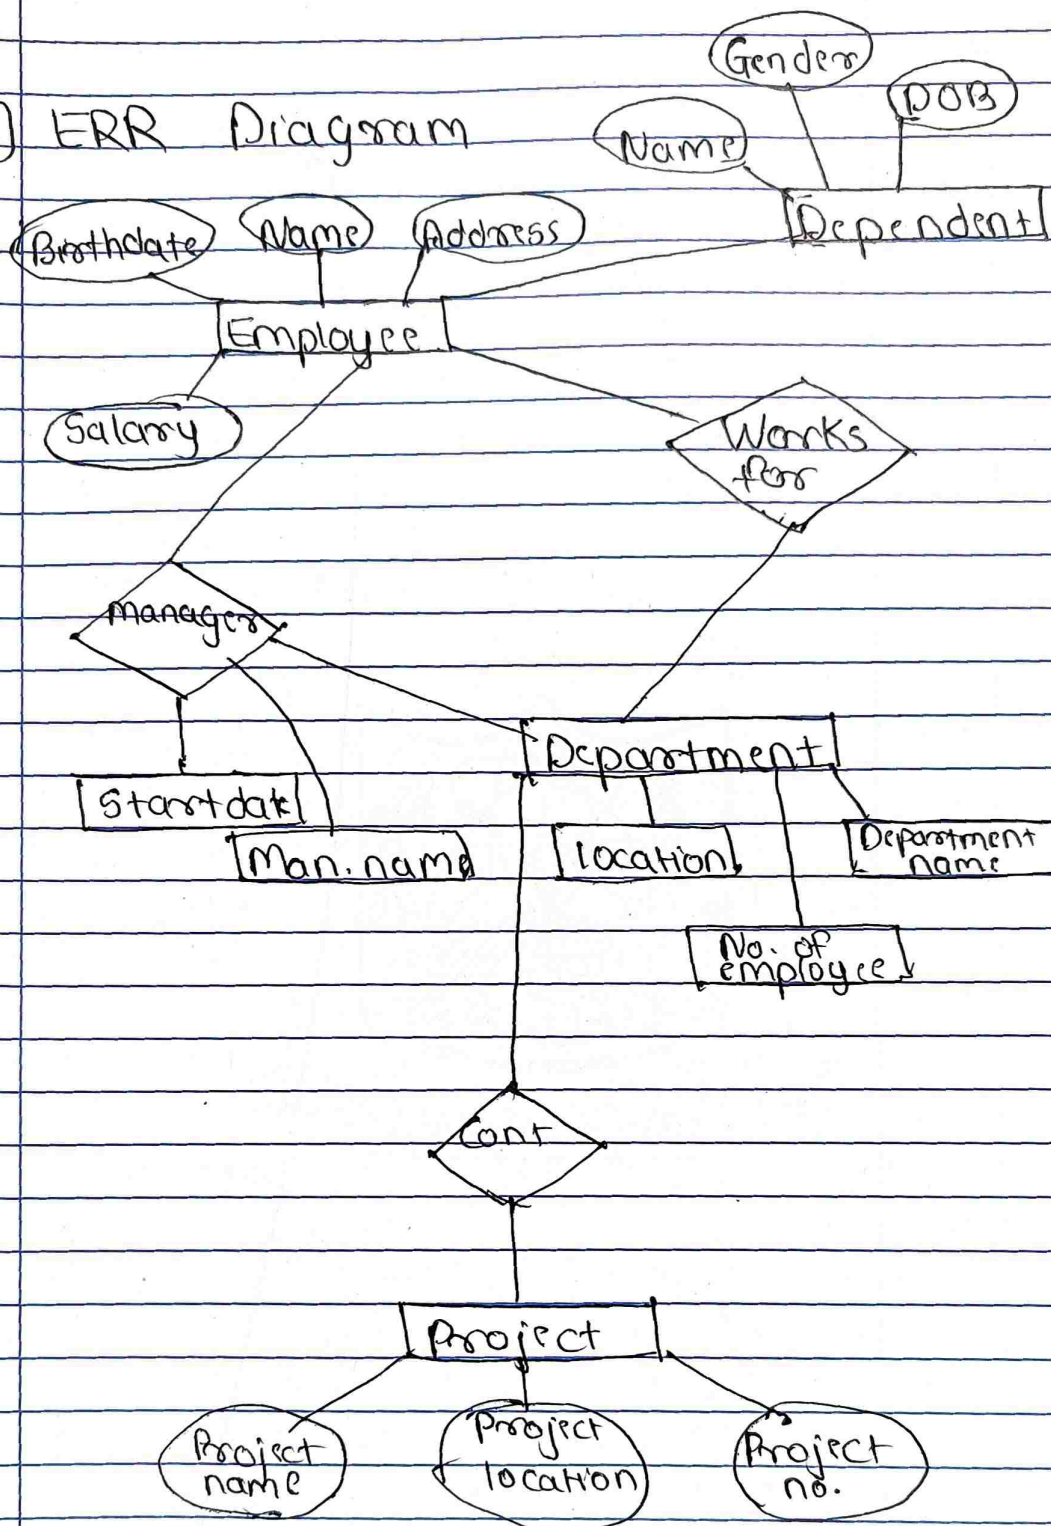 ) ERR Diagram
Gender
DOB
Name
Dependent
Birthdate
Name
Address
Employee
Salary
Works
for
manager
Department
Startdate
Man. name
location
Department
name
No. of
employee
Cont
Project
Project
name
Project
location
Project
no.